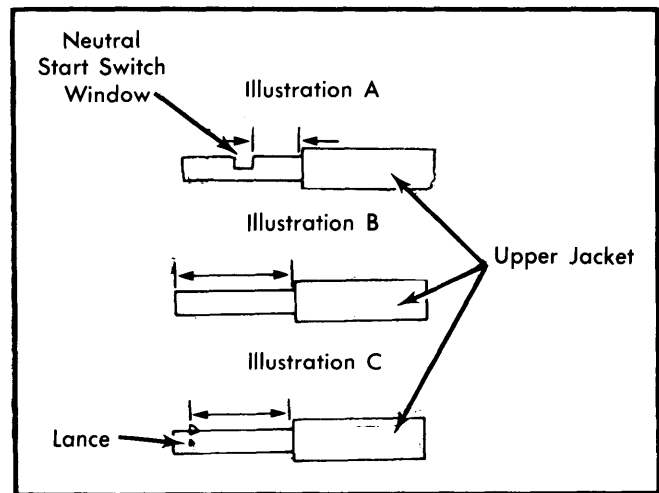 Neutral
Start Switch
Window
Illustration A
Illustration B
Upper Jacket
Illustration C
Lance